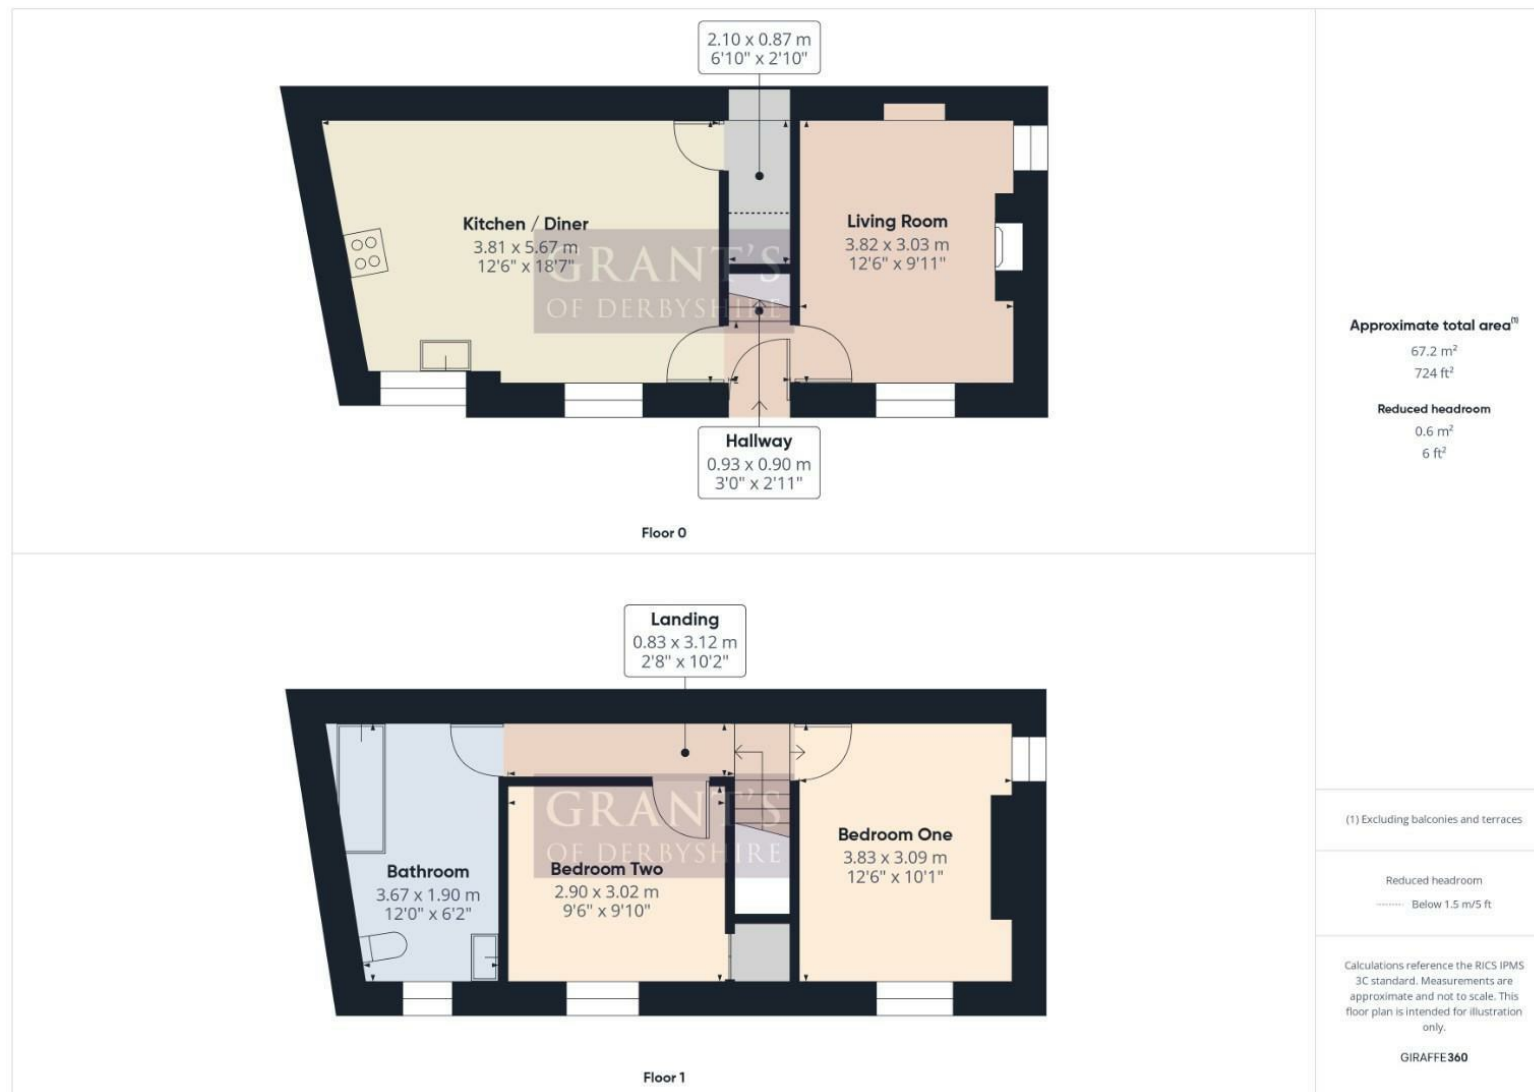 2.10 x 0.87 m
6'10" x 2'10"
Kitchen / Diner
3.81 x 5.67 m
12'6" x 18'7"
Living Room
3.82 x 3.03 m
12'6" x 9'11"
GRANT'S
OF DERBYSHIRE
Hallway
0.93 x 0.90 m
3'0" x 2'11"
Floor 0
Landing
0.83 x 3.12 m
2'8" x 10'2"
GRANT'S
OF DERBYSHIRE
Bathroom
3.67 x 1.90 m
12'0" x 6'2"
Bedroom Two
2.90 x 3.02 m
9'6" x 9'10"
Bedroom One
3.83 x 3.09 m
12'6" x 10'1"
Floor 1
Approximate total area(1)
67.2 m²
724 ft²
Reduced headroom
0.6 m²
6 ft²
(1) Excluding balconies and terraces
Reduced headroom
Below 1.5 m/5 ft
Calculations reference the RICS IPMS
3C standard. Measurements are
approximate and not to scale. This
floor plan is intended for illustration
only.
GIRAFFE360